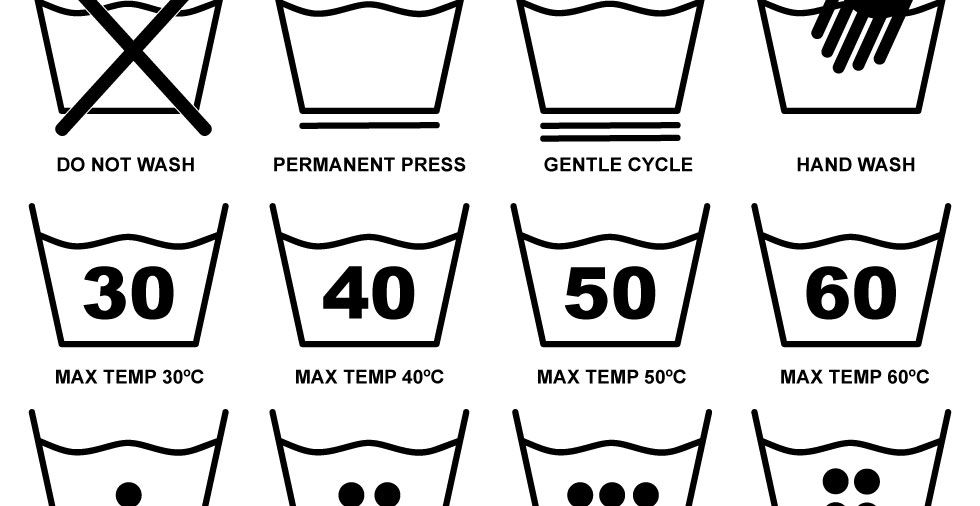 DO NOT WASH
PERMANENT PRESS
GENTLE CYCLE
HAND WASH
30
40
50
60
MAX TEMP 30ºC
MAX TEMP 40ºC
MAX TEMP 50ºC
MAX TEMP 60ºC